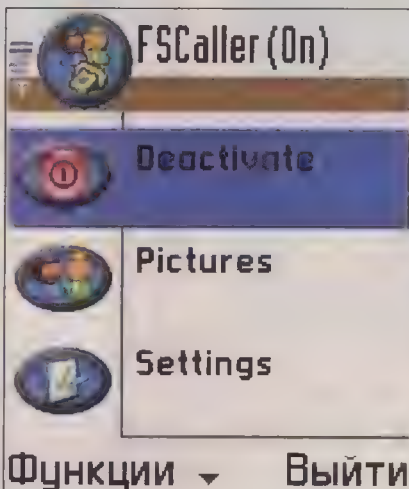 FSCaller (On)
Deactivate
Pictures
Settings
Функции Выйти